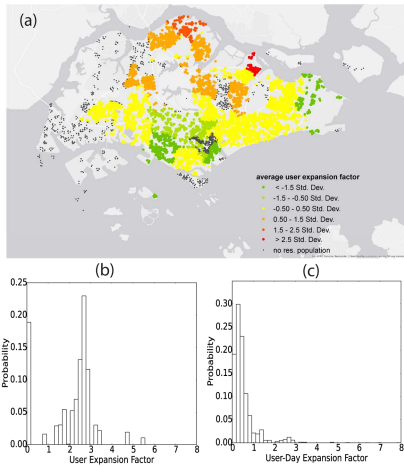 (a)
average user expansion factor
< -1.5 Std. Dev.
-1.5 - -0.50 Std. Dev.
-0.50 - 0.50 Std. Dev.
0.50 - 1.5 Std. Dev.
1.5 - 2.5 Std. Dev.
> 2.5 Std. Dev.
no res. population
(b)
0.25
0.20
0.15
0.10
0.05
0.00
Probability
0 1 2 3 4 5 6 7 8
User Expansion Factor
(c)
0.30
0.25
0.20
0.15
0.10
0.05
0.00
Probability
0 1 2 3 4 5 6 7 8
User-Day Expansion Factor